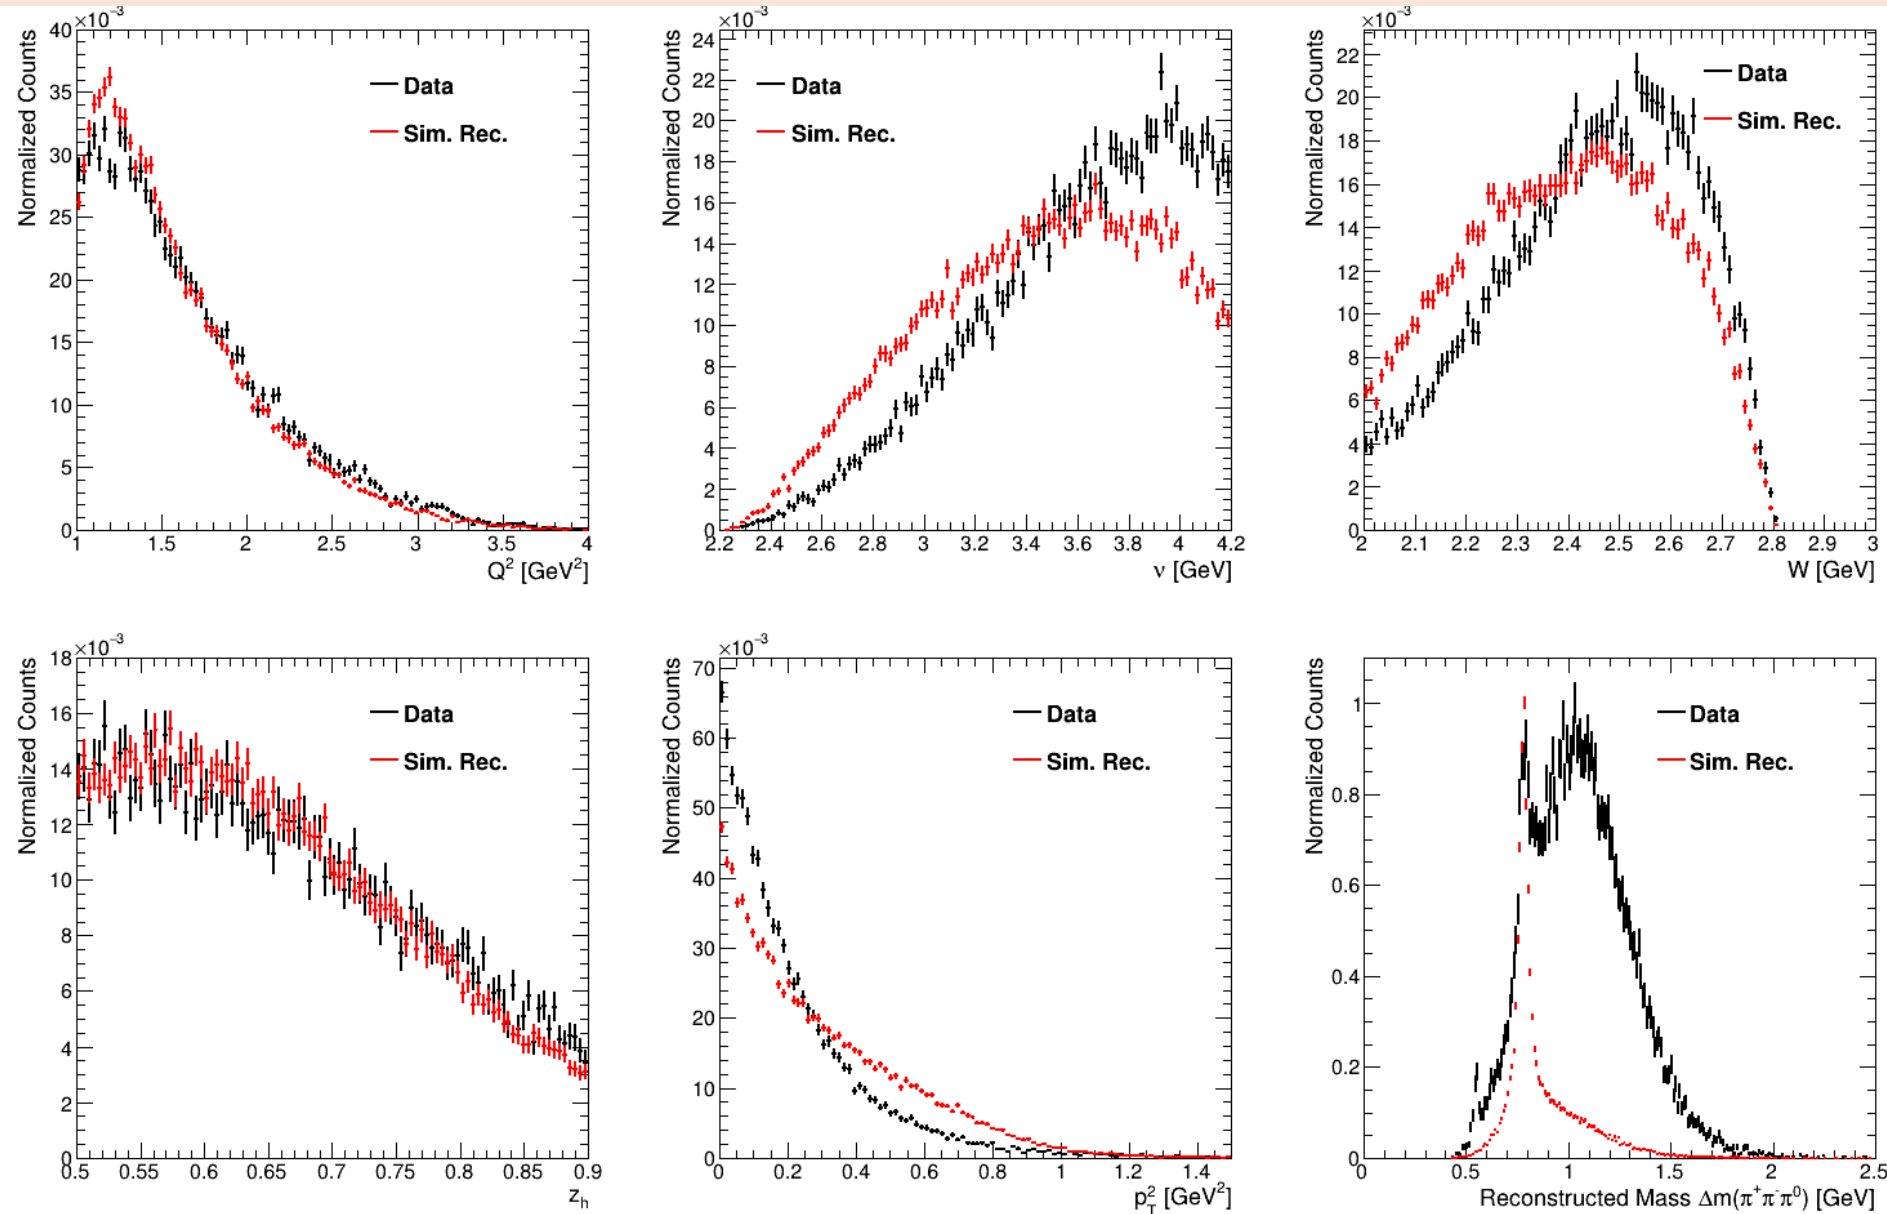 ×10⁻³
Normalized Counts
40
35
30
25
20
15
10
5
0
Data
Sim. Rec.
1 1.5 2 2.5 3 3.5 4
Q² [GeV²]
×10⁻³
Normalized Counts
24
22
20
18
16
14
12
10
8
6
4
2
0
Data
Sim. Rec.
2.2 2.4 2.6 2.8 3 3.2 3.4 3.6 3.8 4 4.2
ν [GeV]
×10⁻³
Normalized Counts
22
20
18
16
14
12
10
8
6
4
2
0
Data
Sim. Rec.
2 2.1 2.2 2.3 2.4 2.5 2.6 2.7 2.8 2.9 3
W [GeV]
×10⁻³
Normalized Counts
18
16
14
12
10
8
6
4
2
0
Data
Sim. Rec.
0.5 0.55 0.6 0.65 0.7 0.75 0.8 0.85 0.9
z_h
×10⁻³
Normalized Counts
70
60
50
40
30
20
10
0
Data
Sim. Rec.
0 0.2 0.4 0.6 0.8 1 1.2 1.4
p_T² [GeV²]
Normalized Counts
1
0.8
0.6
0.4
0.2
0
Data
Sim. Rec.
0 0.5 1 1.5 2 2.5
Reconstructed Mass Δm(π⁺π⁻π⁰) [GeV]